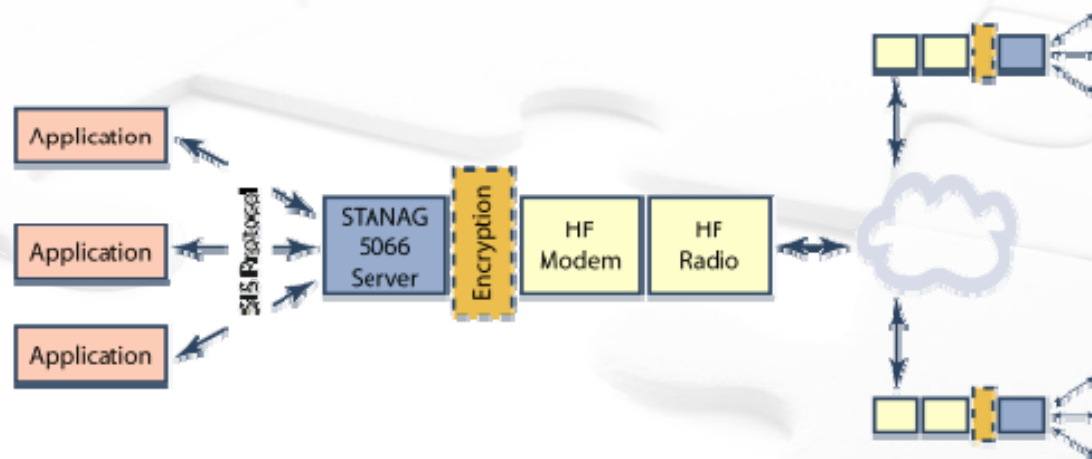 Application
Application
Application
SIS Protocol
STANAG
5066
Server
Encryption
HF
Modem
HF
Radio